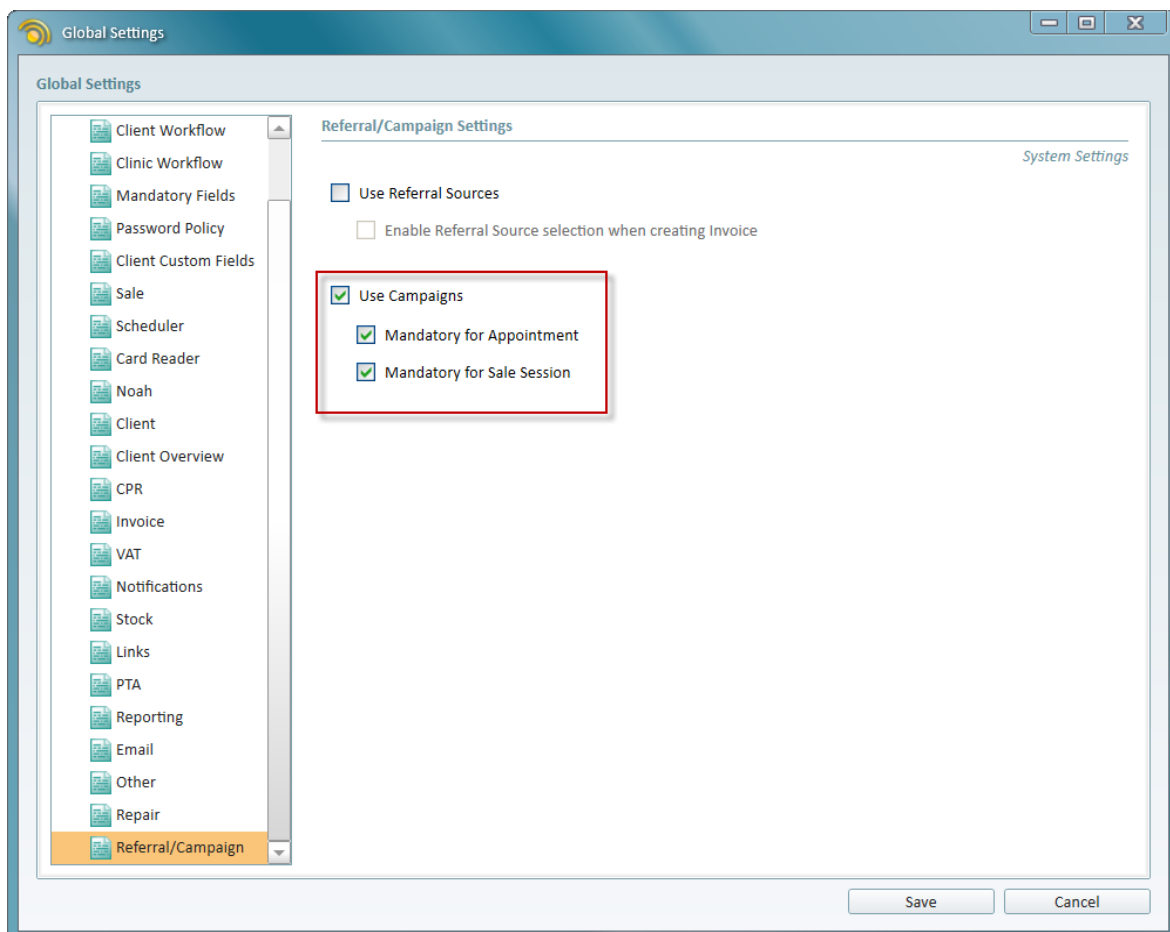 Global Settings
Global Settings
Client Workflow
Clinic Workflow
Mandatory Fields
Password Policy
Client Custom Fields
Sale
Scheduler
Card Reader
Noah
Client
Client Overview
CPR
Invoice
VAT
Notifications
Stock
Links
PTA
Reporting
Email
Other
Repair
Referral/Campaign
Referral/Campaign Settings
System Settings
Use Referral Sources
Enable Referral Source selection when creating Invoice
Use Campaigns
Mandatory for Appointment
Mandatory for Sale Session
Save
Cancel